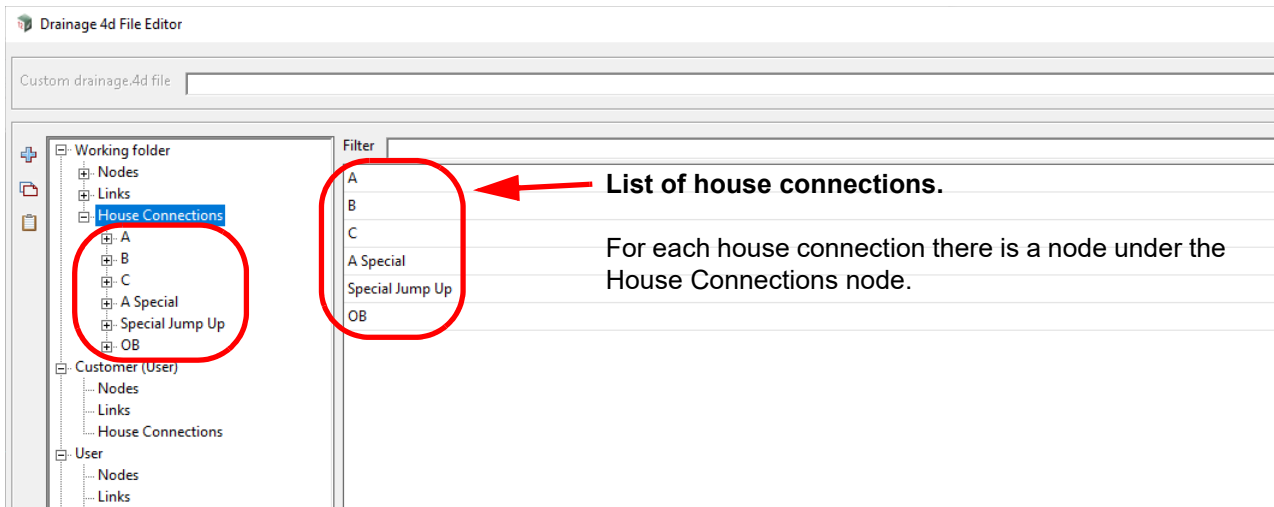 Drainage 4d File Editor
Custom drainage.4d file
Working folder
Nodes
Links
House Connections
A
B
C
A Special
Special Jump Up
OB
Customer (User)
Nodes
Links
House Connections
User
Nodes
Links
Filter
A
B
C
A Special
Special Jump Up
OB
List of house connections.
For each house connection there is a node under the
House Connections node.